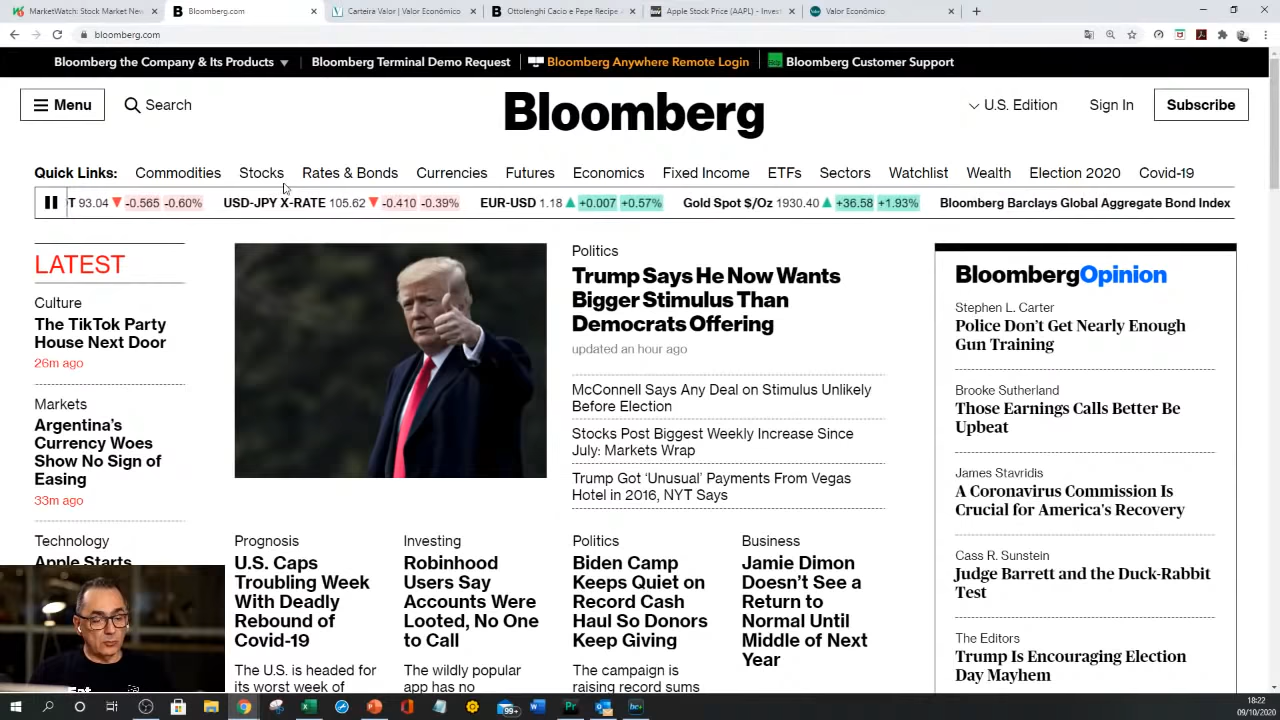 MarketWatch: Stock Market New
Bloomberg.com
Carteira Valor | Valor Econômico
Ottolenghi Cacio e Pepe Recipe -
Apple Stock Price (AAPL) - Invest
Valor Econômico
bloomberg.com
Bloomberg the Company & Its Products
Bloomberg Terminal Demo Request
Bloomberg Anywhere Remote Login
Bloomberg Customer Support
Menu
Search
Bloomberg
U.S. Edition
Sign In
Subscribe
Quick Links: Commodities Stocks Rates & Bonds Currencies Futures Economics Fixed Income ETFs Sectors Watchlist Wealth Election 2020 Covid-19
T 93.04 -0.565 -0.60% USD-JPY X-RATE 105.62 -0.410 -0.39% EUR-USD 1.18 +0.007 +0.57% Gold Spot $/Oz 1930.40 +36.58 +1.93% Bloomberg Barclays Global Aggregate Bond Index
LATEST
Culture
The TikTok Party
House Next Door
26m ago
Markets
Argentina's
Currency Woes
Show No Sign of
Easing
33m ago
Technology
Apple Starts
Politics
Trump Says He Now Wants
Bigger Stimulus Than
Democrats Offering
updated an hour ago
McConnell Says Any Deal on Stimulus Unlikely
Before Election
Stocks Post Biggest Weekly Increase Since
July: Markets Wrap
Trump Got ‘Unusual’ Payments From Vegas
Hotel in 2016, NYT Says
Prognosis
U.S. Caps
Troubling Week
With Deadly
Rebound of
Covid-19
The U.S. is headed for
its worst week of
Investing
Robinhood
Users Say
Accounts Were
Looted, No One
to Call
The wildly popular
app has no
Politics
Biden Camp
Keeps Quiet on
Record Cash
Haul So Donors
Keep Giving
The campaign is
raising record sums
Business
Jamie Dimon
Doesn't See a
Return to
Normal Until
Middle of Next
Year
BloombergOpinion
Stephen L. Carter
Police Don't Get Nearly Enough
Gun Training
Brooke Sutherland
Those Earnings Calls Better Be
Upbeat
James Stavridis
A Coronavirus Commission Is
Crucial for America's Recovery
Cass R. Sunstein
Judge Barrett and the Duck-Rabbit
Test
The Editors
Trump Is Encouraging Election
Day Mayhem
99+
18:22
09/10/2020